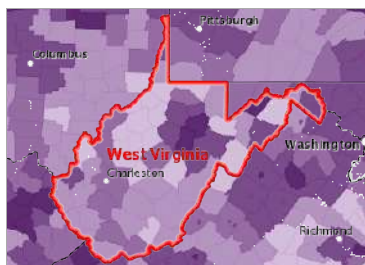 Pittsburgh
Columbus
West Virginia
Charleston
Washington
Richmond